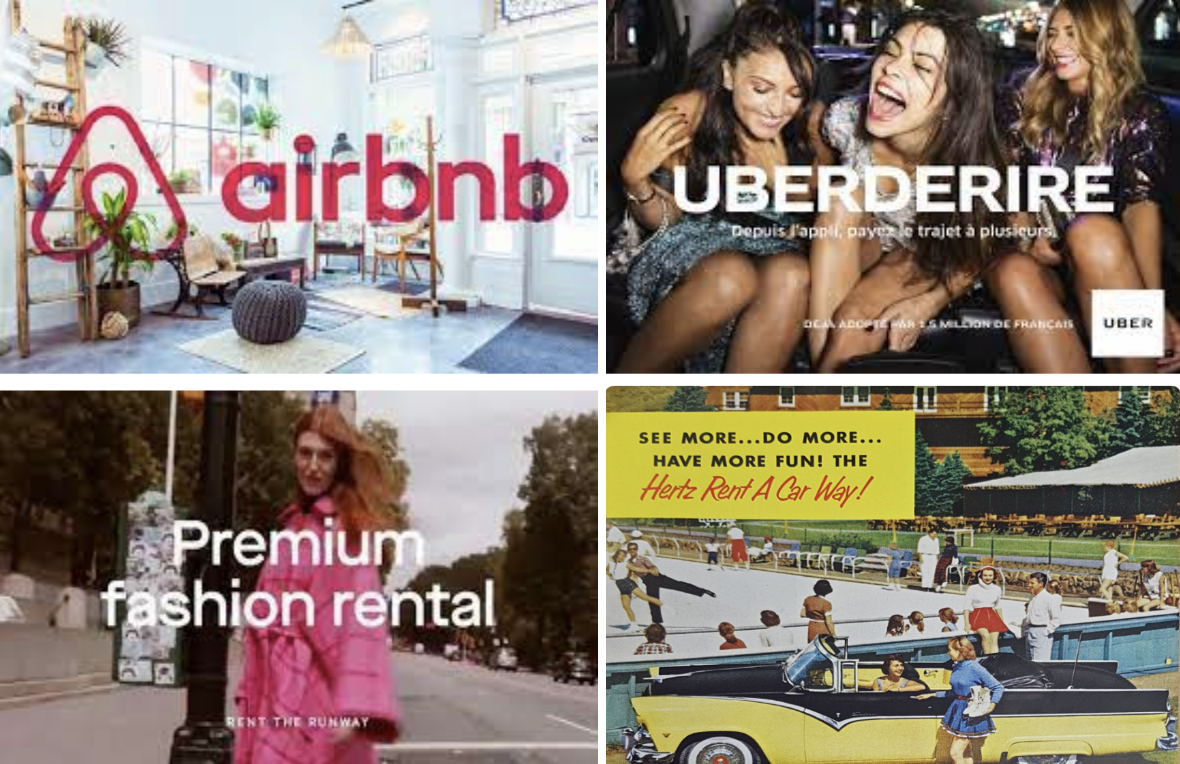 airbnb
UBERDERIRE
Depuis l'appli, payez le trajet à plusieurs.
DÉJÀ ADOPTÉ PAR 1,5 MILLION DE FRANÇAIS
UBER
Premium
fashion rental
RENT THE RUNWAY
SEE MORE...DO MORE...
HAVE MORE FUN! THE
Hertz Rent A Car Way!